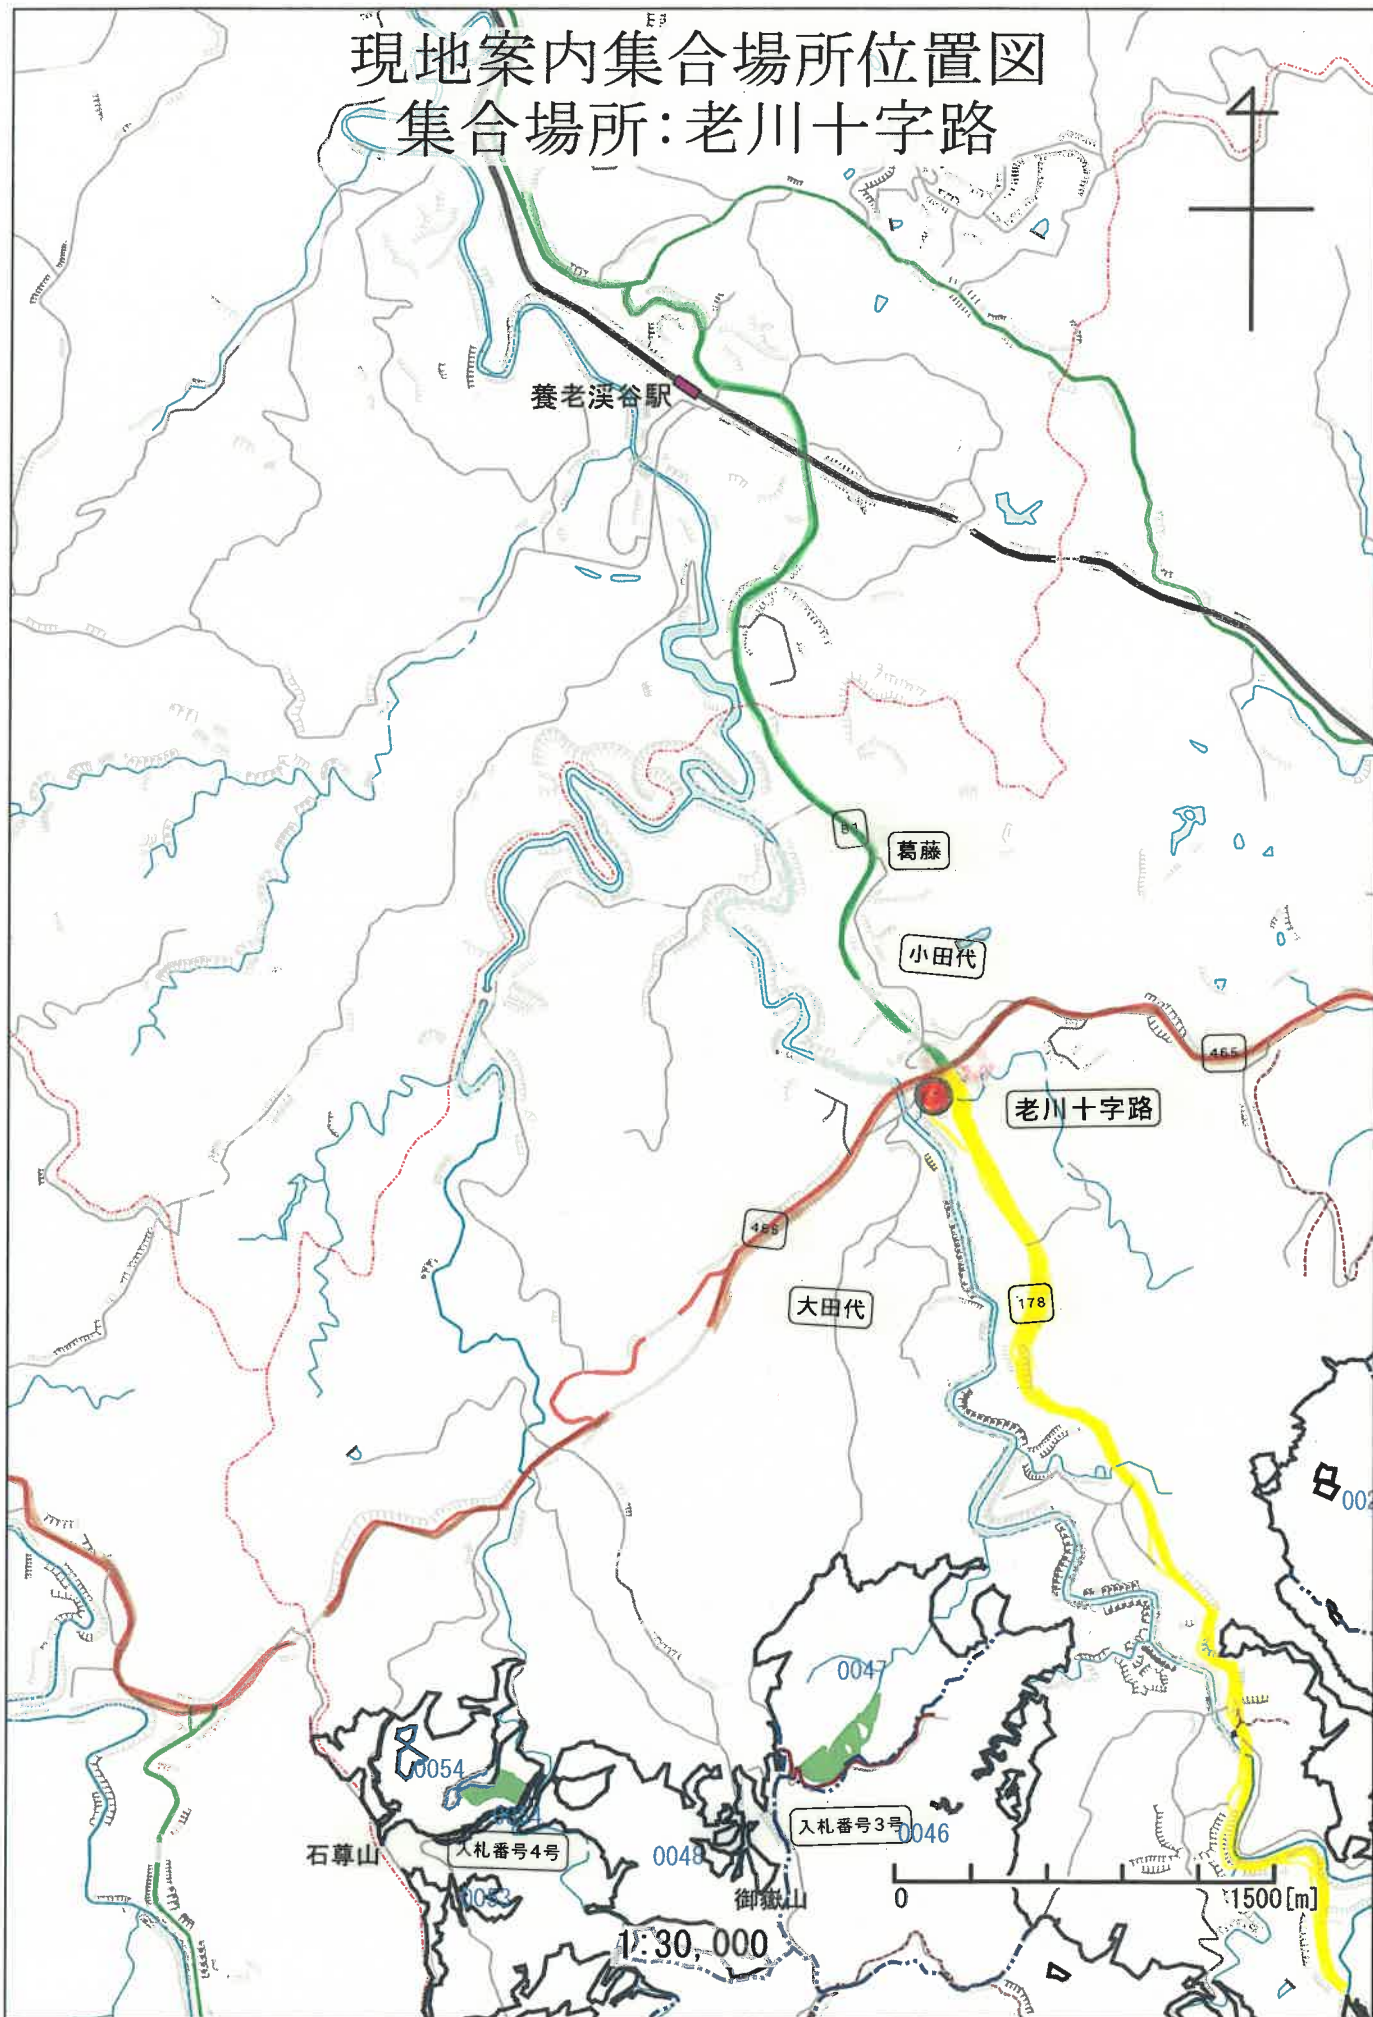 現地案内集合場所位置図
集合場所：老川十字路
養老渓谷駅
81
葛藤
小田代
465
老川十字路
465
大田代
178
0047
0054
入札番号3号
0046
入札番号4号
石尊山
0048
0053
御嶽山
0
1500[m]
1:30,000